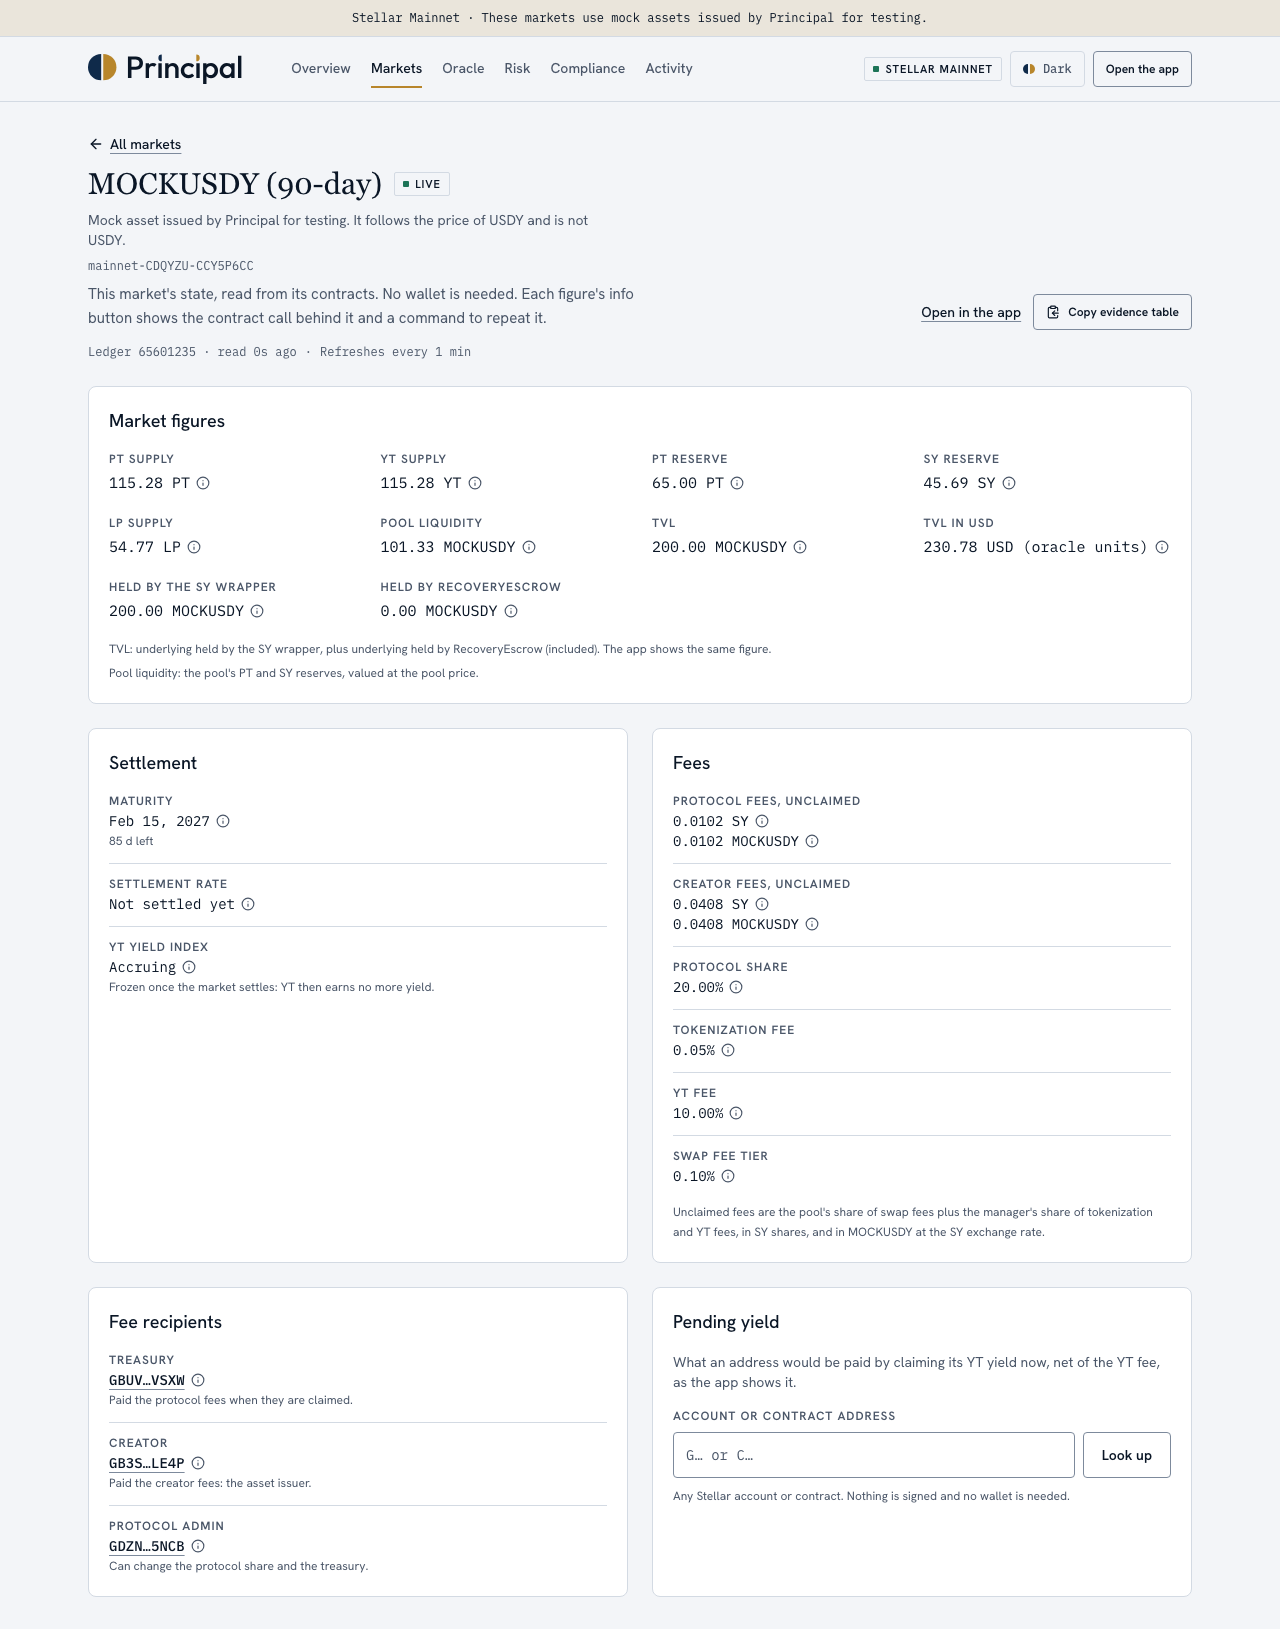 Stellar Mainnet · These markets use mock assets issued by Principal for testing.
Principal
Overview
Markets
Oracle
Risk
Compliance
Activity
STELLAR MAINNET
Dark
Open the app
All markets
MOCKUSDY (90-day)
LIVE
Mock asset issued by Principal for testing. It follows the price of USDY and is not
USDY.
mainnet-CDQYZU-CCY5P6CC
This market's state, read from its contracts. No wallet is needed. Each figure's info
button shows the contract call behind it and a command to repeat it.
Open in the app
Copy evidence table
Ledger 65601235 · read 0s ago · Refreshes every 1 min
Market figures
PT SUPPLY
115.28 PT
YT SUPPLY
115.28 YT
PT RESERVE
65.00 PT
SY RESERVE
45.69 SY
LP SUPPLY
54.77 LP
POOL LIQUIDITY
101.33 MOCKUSDY
TVL
200.00 MOCKUSDY
TVL IN USD
230.78 USD (oracle units)
HELD BY THE SY WRAPPER
200.00 MOCKUSDY
HELD BY RECOVERYESCROW
0.00 MOCKUSDY
TVL: underlying held by the SY wrapper, plus underlying held by RecoveryEscrow (included). The app shows the same figure.
Pool liquidity: the pool's PT and SY reserves, valued at the pool price.
Settlement
MATURITY
Feb 15, 2027
85 d left
SETTLEMENT RATE
Not settled yet
YT YIELD INDEX
Accruing
Frozen once the market settles: YT then earns no more yield.
Fees
PROTOCOL FEES, UNCLAIMED
0.0102 SY
0.0102 MOCKUSDY
CREATOR FEES, UNCLAIMED
0.0408 SY
0.0408 MOCKUSDY
PROTOCOL SHARE
20.00%
TOKENIZATION FEE
0.05%
YT FEE
10.00%
SWAP FEE TIER
0.10%
Unclaimed fees are the pool's share of swap fees plus the manager's share of tokenization
and YT fees, in SY shares, and in MOCKUSDY at the SY exchange rate.
Fee recipients
TREASURY
GBUV…VSXW
Paid the protocol fees when they are claimed.
CREATOR
GB3S…LE4P
Paid the creator fees: the asset issuer.
PROTOCOL ADMIN
GDZN…5NCB
Can change the protocol share and the treasury.
Pending yield
What an address would be paid by claiming its YT yield now, net of the YT fee,
as the app shows it.
ACCOUNT OR CONTRACT ADDRESS
G… or C…
Look up
Any Stellar account or contract. Nothing is signed and no wallet is needed.